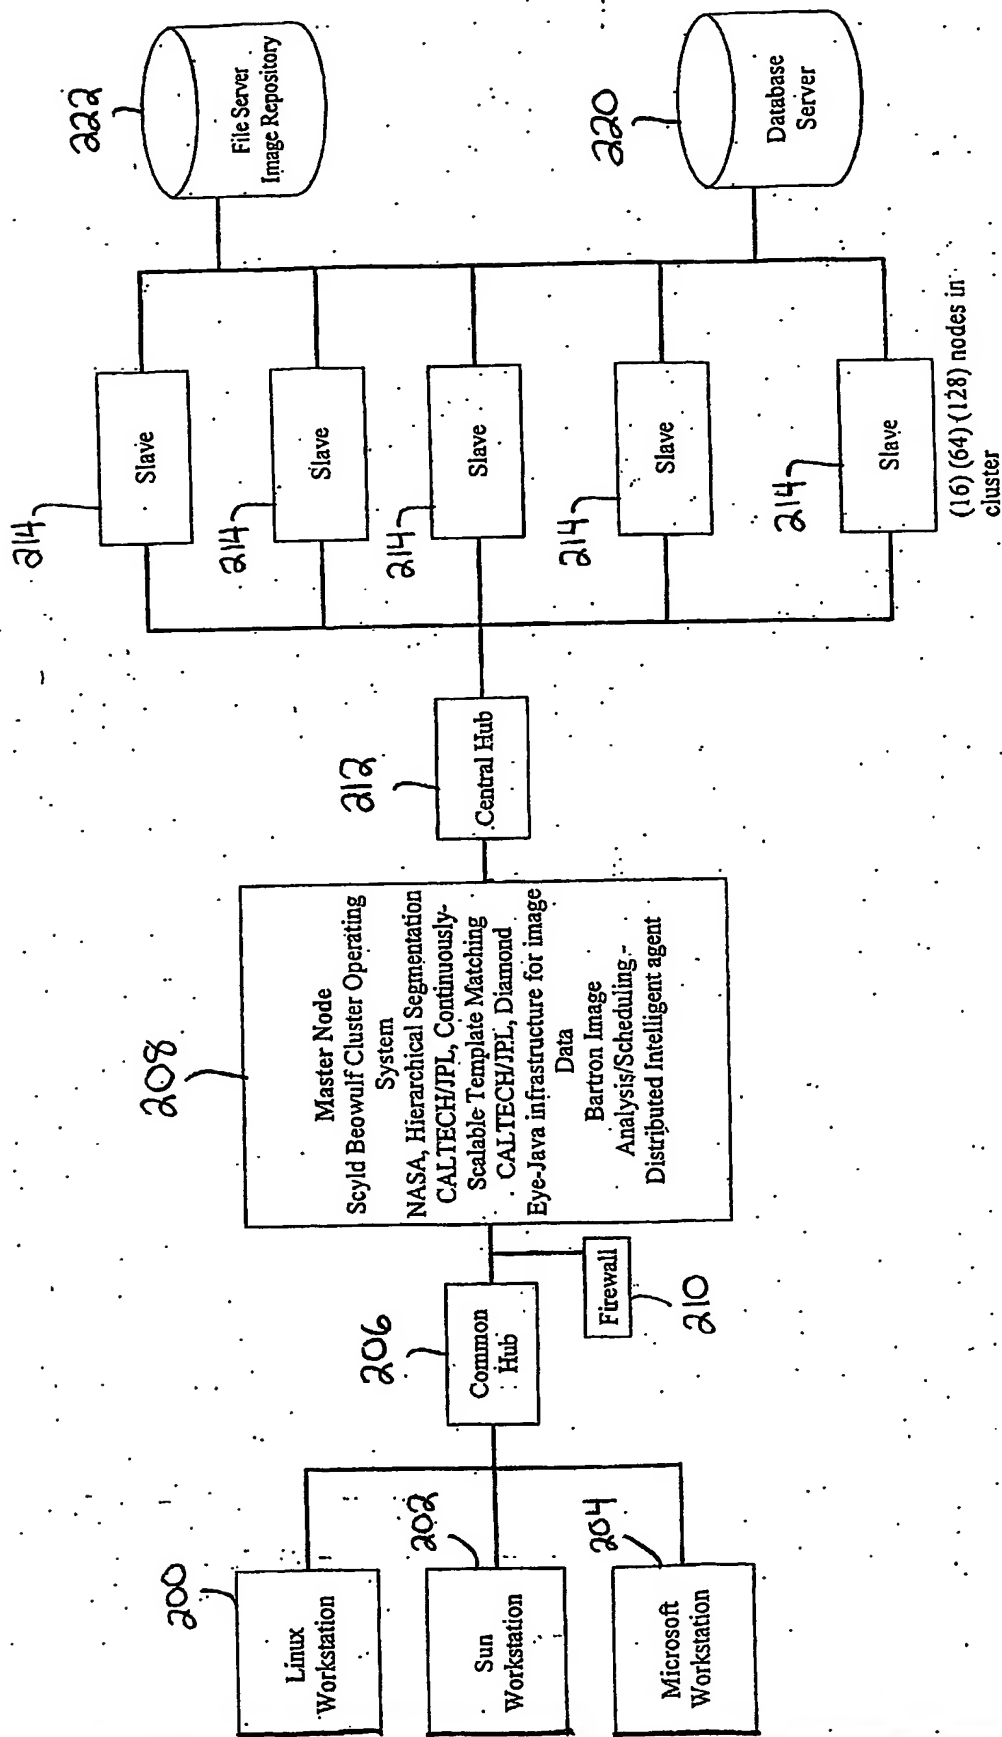 200
Linux
Workstation
202
Sun
Workstation
204
Microsoft
Workstation
206
Common
Hub
Firewall
210
208
Master Node
Scyld Beowulf Cluster Operating
System
NASA, Hierarchical Segmentation
CALTECH/JPL, Continuously-
Scalable Template Matching
CALTECH/JPL, Diamond
Eye-Java infrastructure for image
Data
Bartron Image
Analysis/Scheduling-
Distributed Intelligent agent
212
Central Hub
214
Slave
214
Slave
214
Slave
214
Slave
214
Slave
(16) (64) (128) nodes in
cluster
222
File Server
Image Repository
220
Database
Server